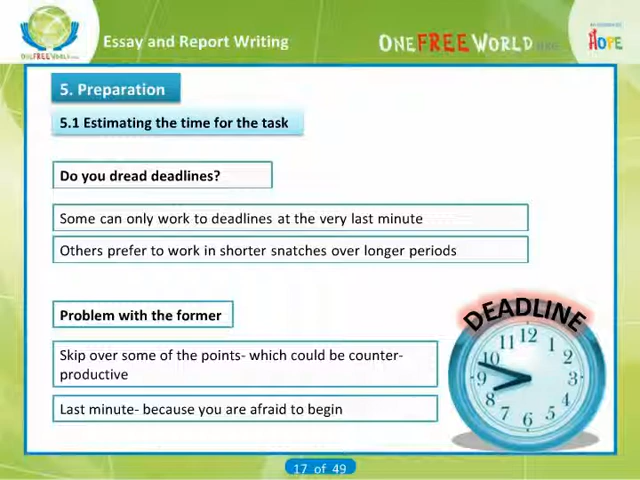 Essay and Report Writing
ONEFREEWORLD.ORG
ONEFREEWORLD.ORG
HOPE
5. Preparation
5.1 Estimating the time for the task
Do you dread deadlines?
Some can only work to deadlines at the very last minute
Others prefer to work in shorter snatches over longer periods
Problem with the former
Skip over some of the points- which could be counter-
productive
Last minute- because you are afraid to begin
DEADLINE
12
1
2
3
4
5
6
7
8
9
10
11
17 of 49